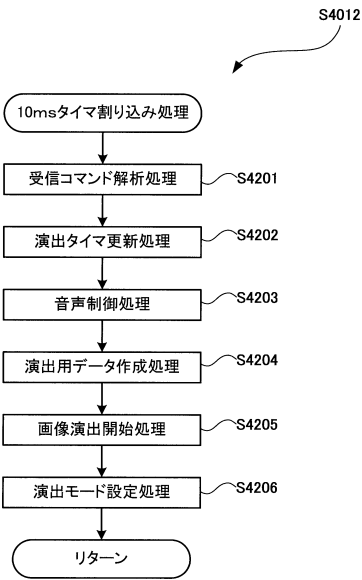 S4012
10msタイマ割り込み処理
受信コマンド解析処理 S4201
演出タイマ更新処理 S4202
音声制御処理 S4203
演出用データ作成処理 S4204
画像演出開始処理 S4205
演出モード設定処理 S4206
リターン